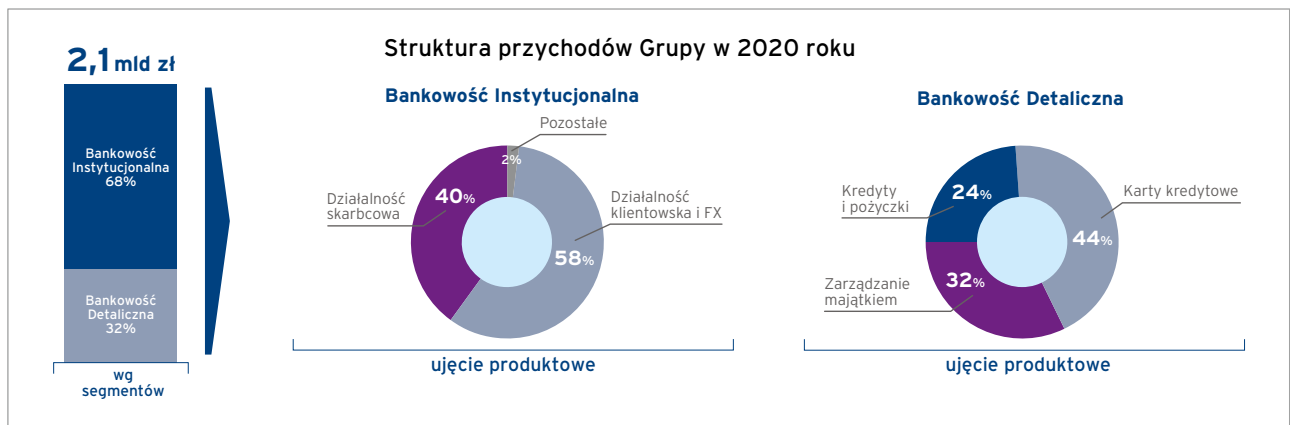 Struktura przychodów Grupy w 2020 roku
2,1 mld zł
Bankowość
Instytucjonalna
68%
Bankowość
Detaliczna
32%
wg
segmentów
Bankowość Instytucjonalna
Pozostałe
2%
Działalność
skarbcowa
40%
Działalność
klientowska i FX
58%
ujęcie produktowe
Bankowość Detaliczna
Kredyty
i pożyczki
24%
Karty kredytowe
44%
Zarządzanie
majątkiem
32%
ujęcie produktowe